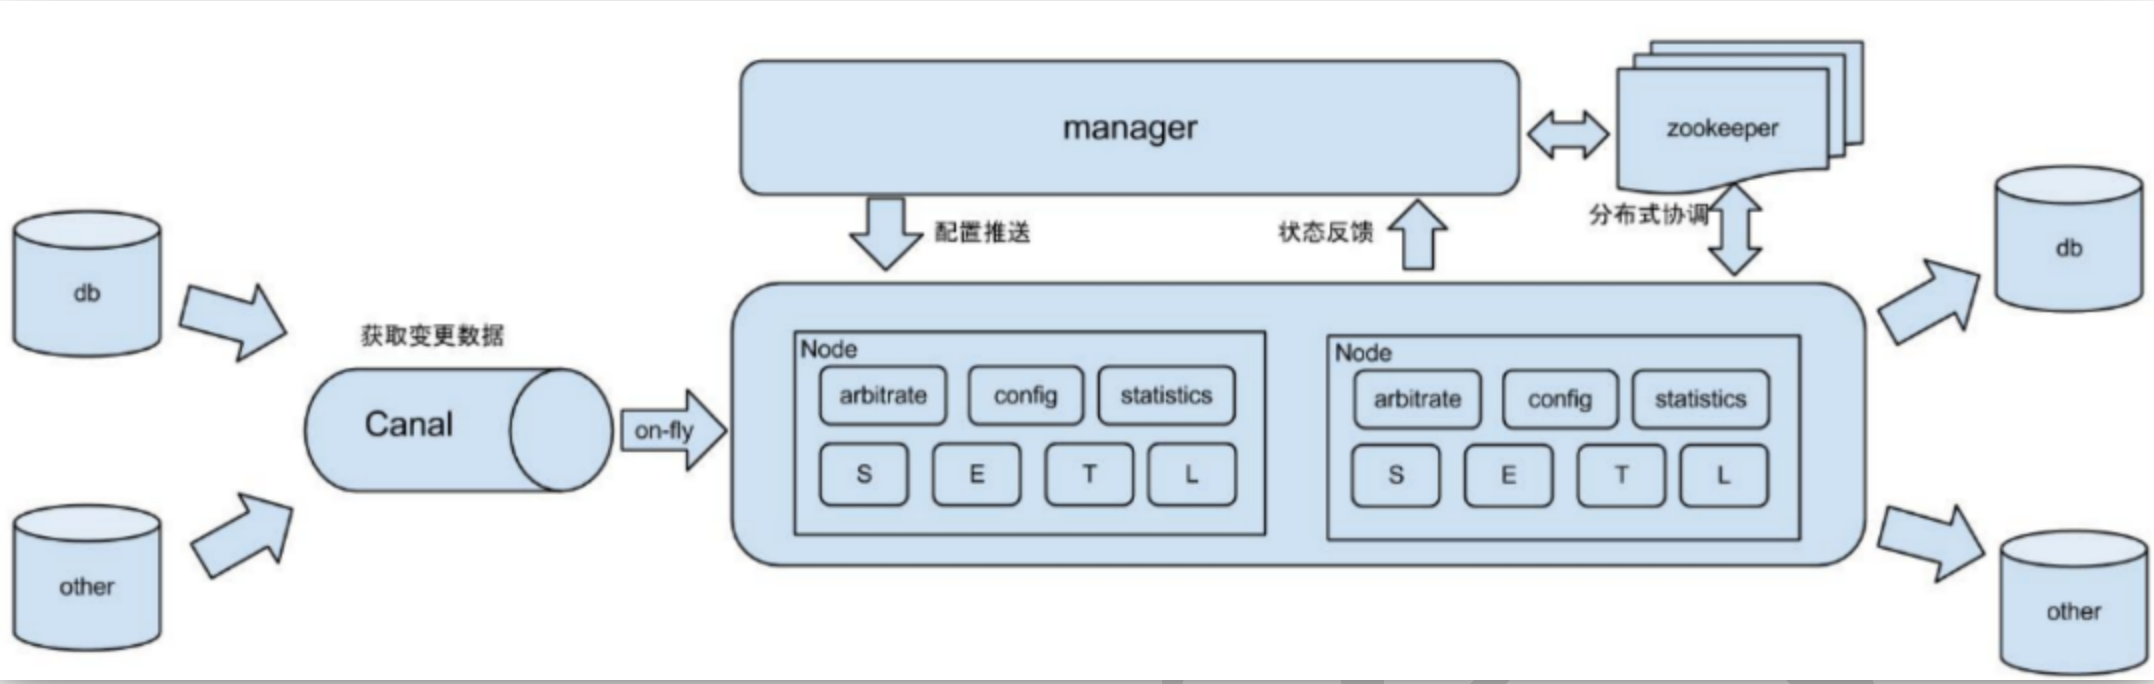 manager
zookeeper
配置推送
状态反馈
分布式协调
db
db
获取变更数据
Canal
on-fly
Node
arbitrate
config
statistics
S
E
T
L
Node
arbitrate
config
statistics
S
E
T
L
other
other